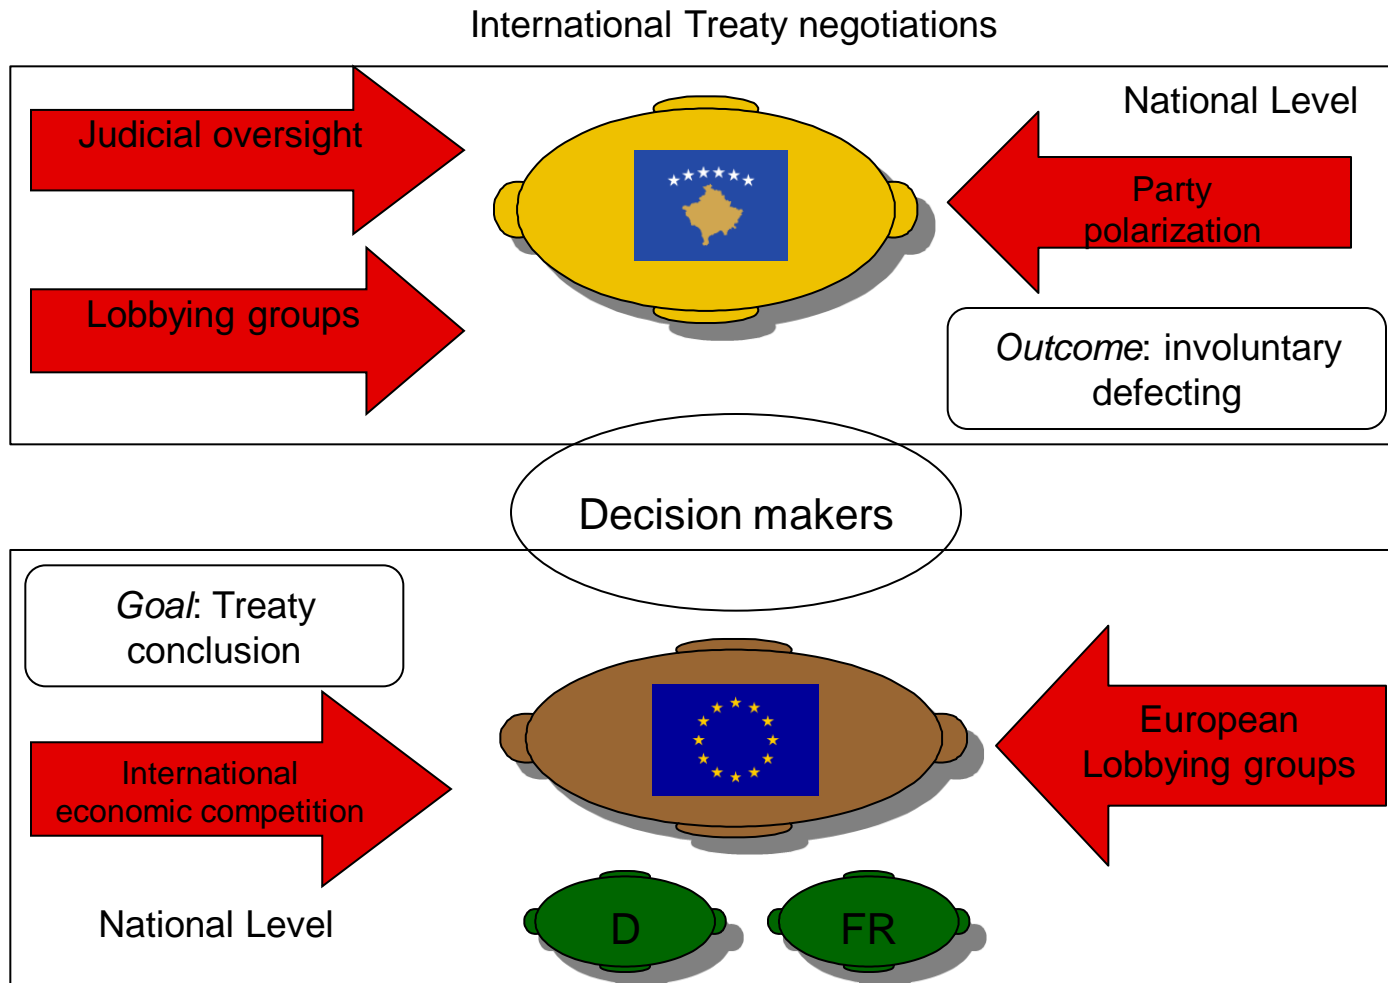 International Treaty negotiations
National Level
Judicial oversight
Party
polarization
Lobbying groups
Outcome: involuntary
defecting
Decision makers
Goal: Treaty
conclusion
European
Lobbying groups
International
economic competition
National Level
D
FR